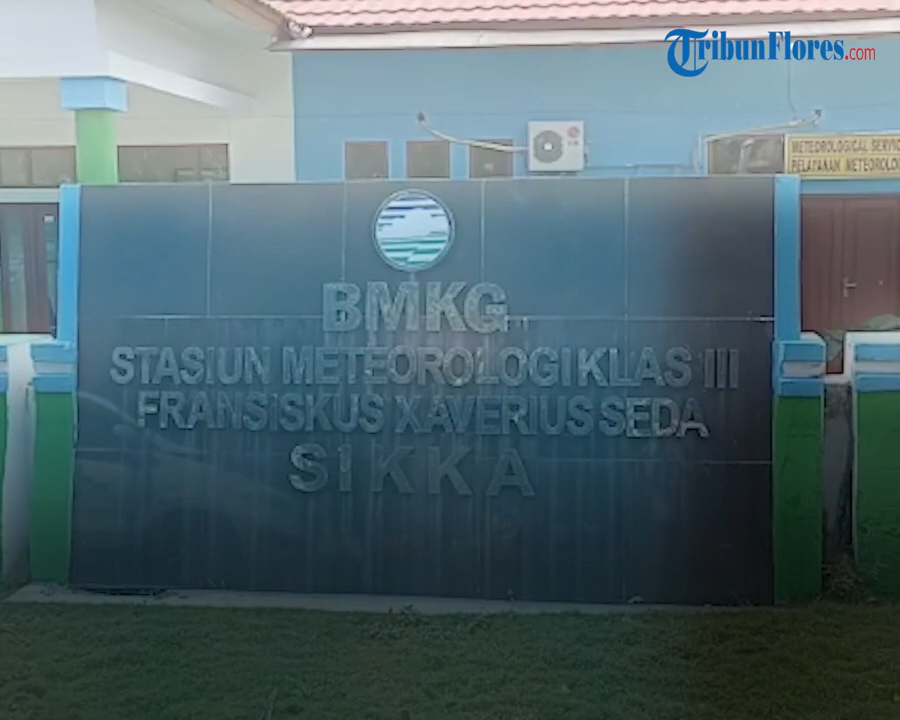 TribunFlores.com
METEOROLOGICAL SERVIC
PELAYANAN METEOROLO
BMKG
STASIUN METEOROLOGI KLAS III
FRANSISKUS XAVERIUS SEDA
SIKKA